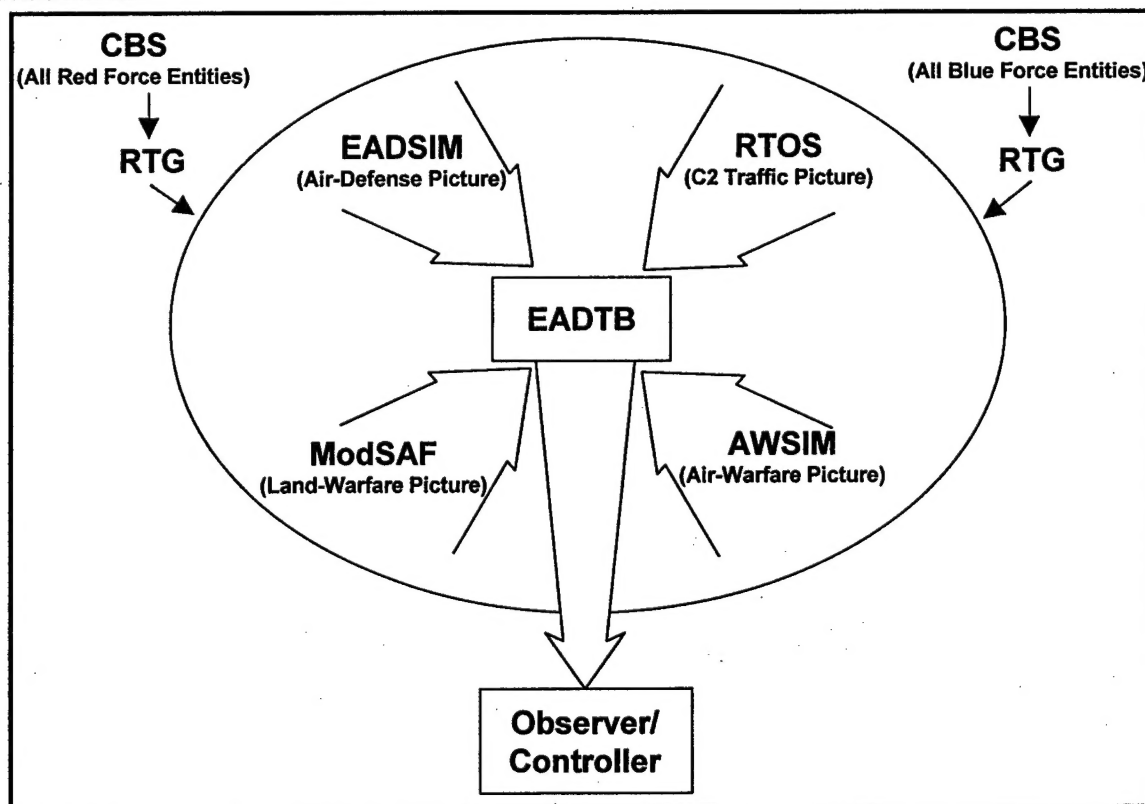 CBS
(All Red Force Entities)
RTG
CBS
(All Blue Force Entities)
RTG
EADSIM
(Air-Defense Picture)
RTOS
(C2 Traffic Picture)
EADTB
ModSAF
(Land-Warfare Picture)
AWSIM
(Air-Warfare Picture)
Observer/
Controller